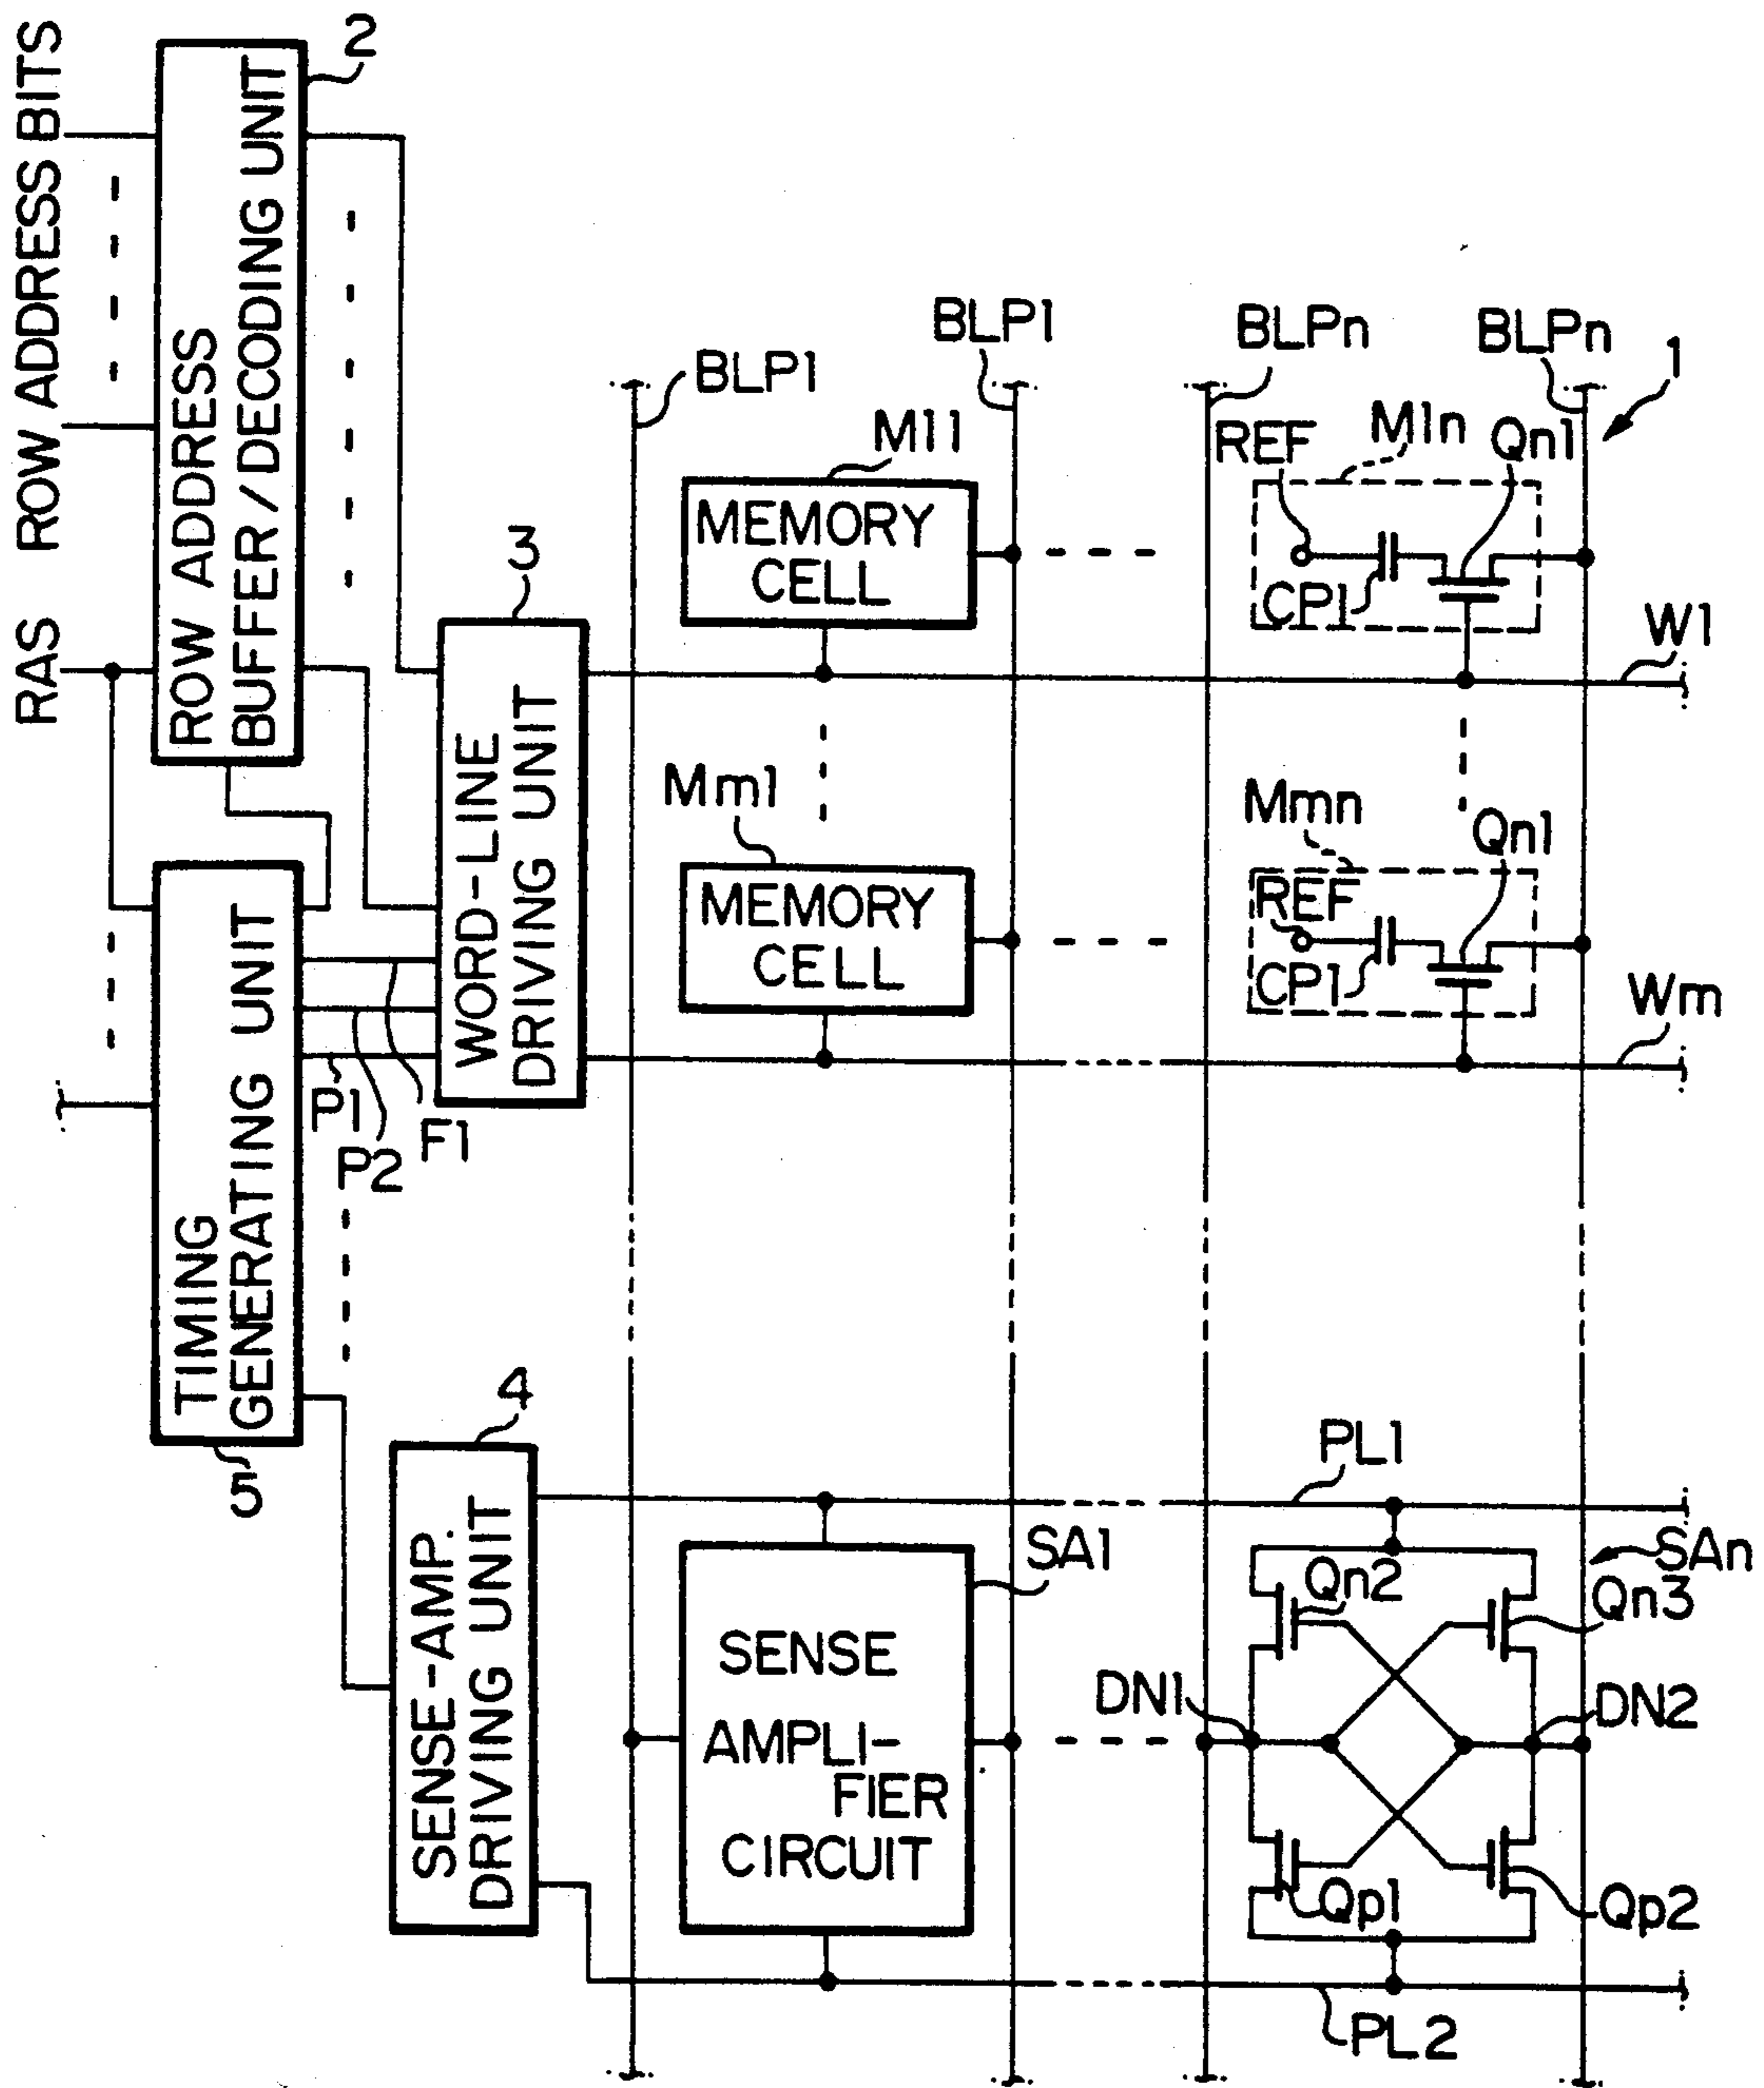 ROW ADDRESS BITS
RAS
2
ROW ADDRESS
BUFFER/DECODING UNIT
3
WORD-LINE
DRIVING UNIT
TIMING
GENERATING UNIT
5
P1
P2
F1
4
SENSE-AMP.
DRIVING UNIT
BLP1
BLP1
BLPn
BLPn
1
M11
MEMORY
CELL
REF
M1n
Qn1
CP1
W1
Mm1
MEMORY
CELL
Mmn
Qn1
REF
CP1
Wm
PL1
SA1
SENSE
AMPLI-
FIER
CIRCUIT
SAn
Qn2
Qn3
DN1
DN2
Qp1
Qp2
PL2